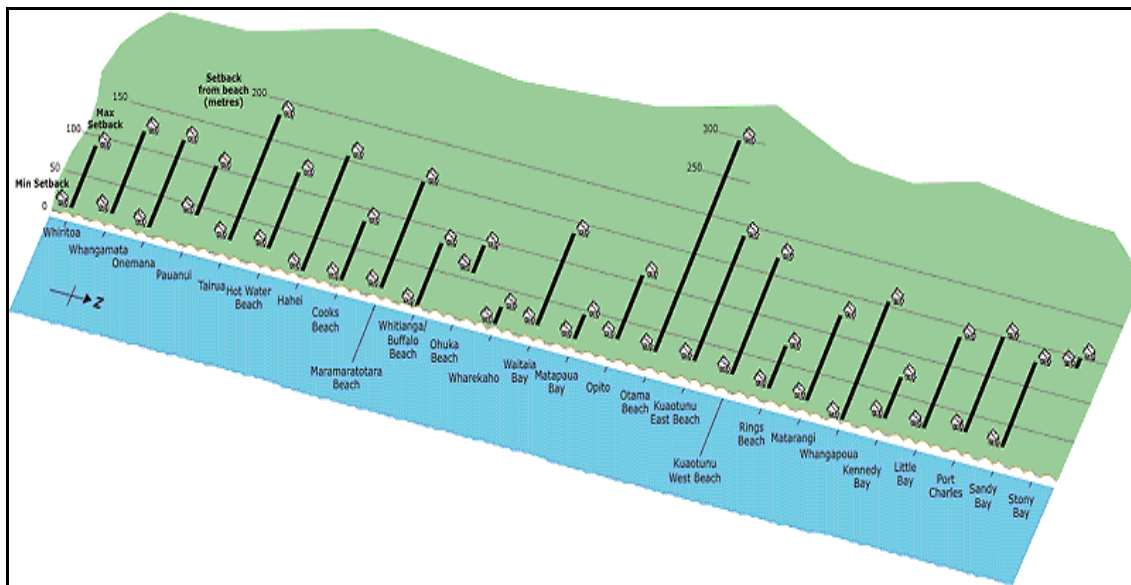 Setback
from beach
(metres)
200
150
Max
Setback
100
50
Min Setback
0
300
250
Whiritoa
Whangamata
Onemana
Pauanui
Tairua
Hot Water
Beach
Hahei
Cooks
Beach
Maramaratotara
Beach
Whitianga/
Buffalo
Beach
Ohuka
Beach
Wharekaho
Waitaia
Bay
Matapaua
Bay
Opito
Otama
Beach
Kuaotunu
East Beach
Kuaotunu
West Beach
Rings
Beach
Matarangi
Whangapoua
Kennedy
Bay
Little
Bay
Port
Charles
Sandy
Bay
Stony
Bay
N